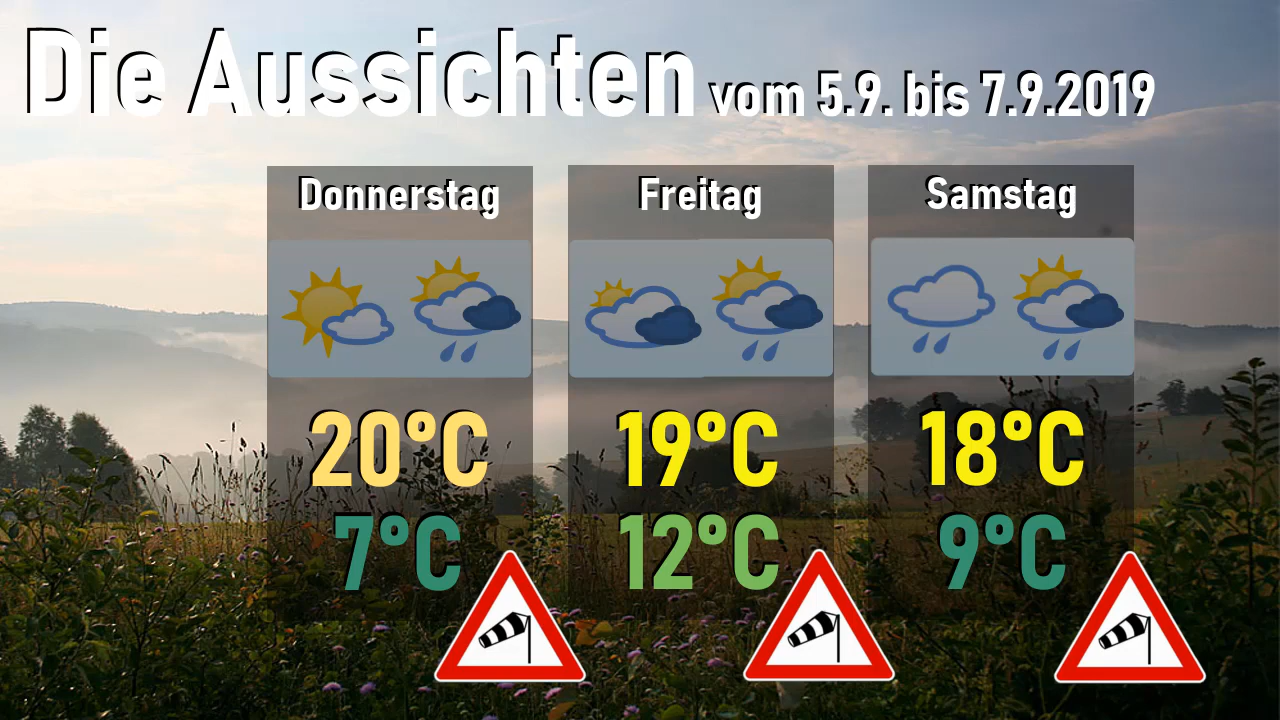 Die Aussichten vom 5.9. bis 7.9.2019
Donnerstag Freitag Samstag
20°C 19°C 18°C
7°C 12°C 9°C